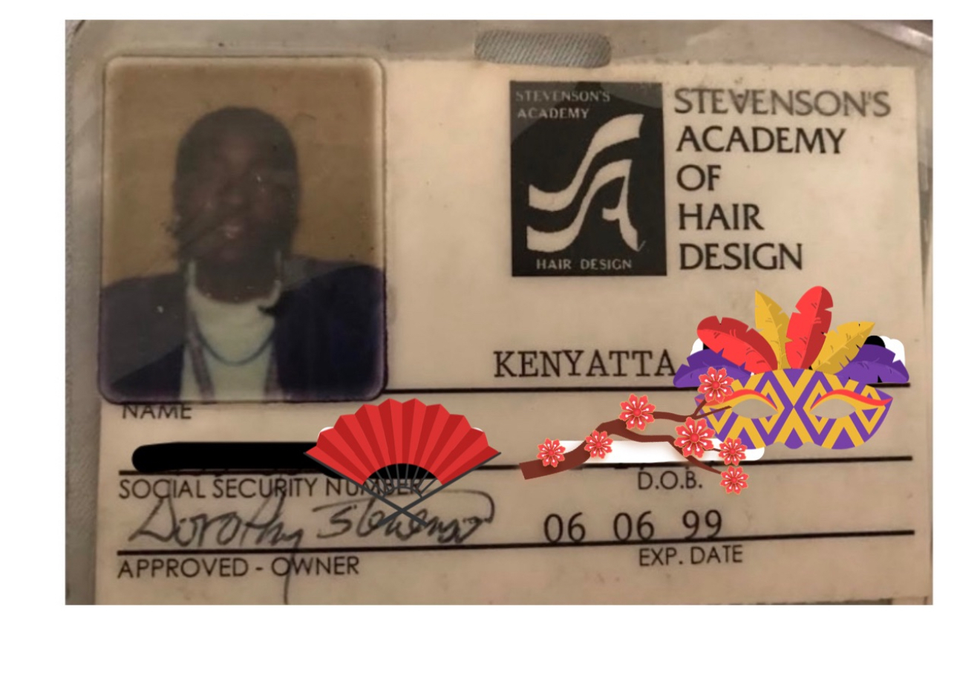 STEVENSON'S
ACADEMY
HAIR DESIGN
STEVENSON'S
ACADEMY
OF
HAIR
DESIGN
KENYATTA
NAME
SOCIAL SECURITY NUMBER
D.O.B.
Dorothy Stevenson
06 06 99
APPROVED - OWNER
EXP. DATE